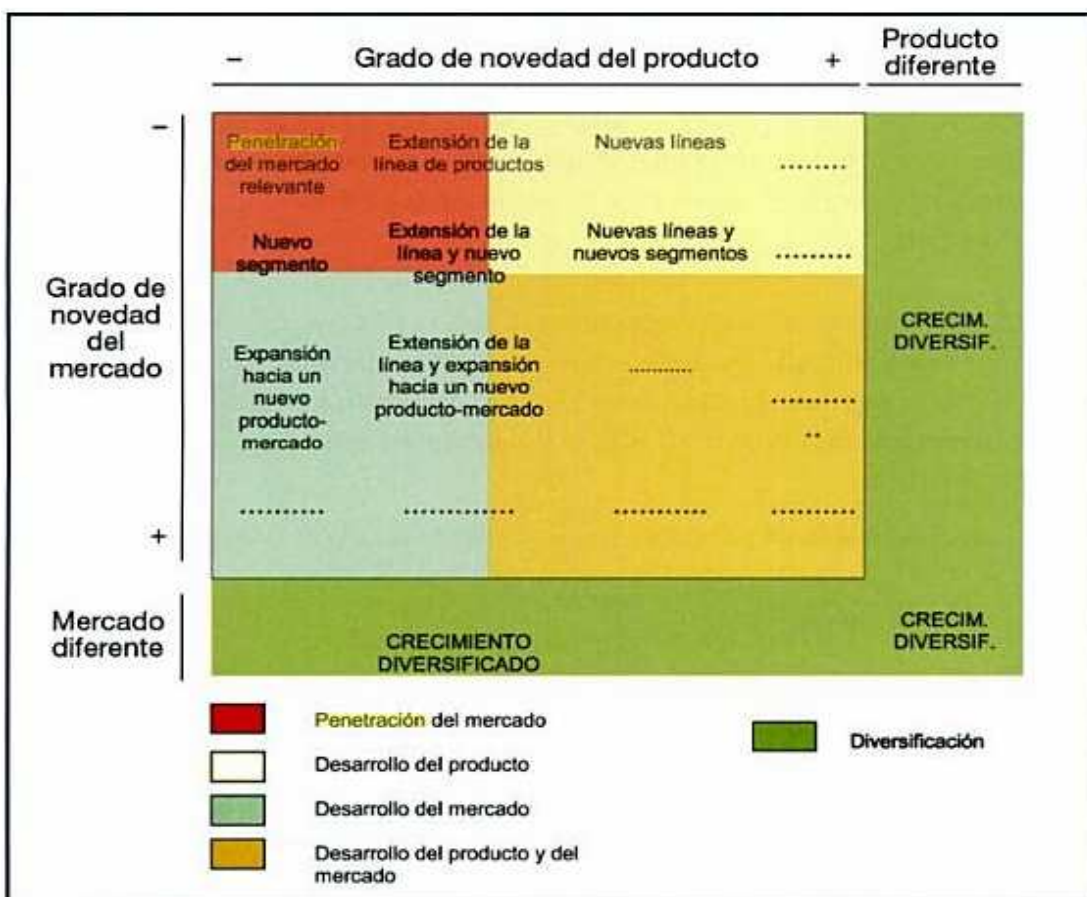 − Grado de novedad del producto +
Producto
diferente
−
Grado de
novedad
del
mercado
+
Mercado
diferente
Penetración
del mercado
relevante
Extensión de la
línea de productos
Nuevas líneas
........
Nuevo
segmento
Extensión de la
línea y nuevo
segmento
Nuevas líneas y
nuevos segmentos
.........
Expansión
hacia un
nuevo
producto-
mercado
Extensión de la
línea y expansión
hacia un nuevo
producto-mercado
...........
..........
..
..........
.............
...........
..........
CRECIM.
DIVERSIF.
CRECIMIENTO
DIVERSIFICADO
CRECIM.
DIVERSIF.
Penetración del mercado
Desarrollo del producto
Desarrollo del mercado
Desarrollo del producto y del
mercado
Diversificación